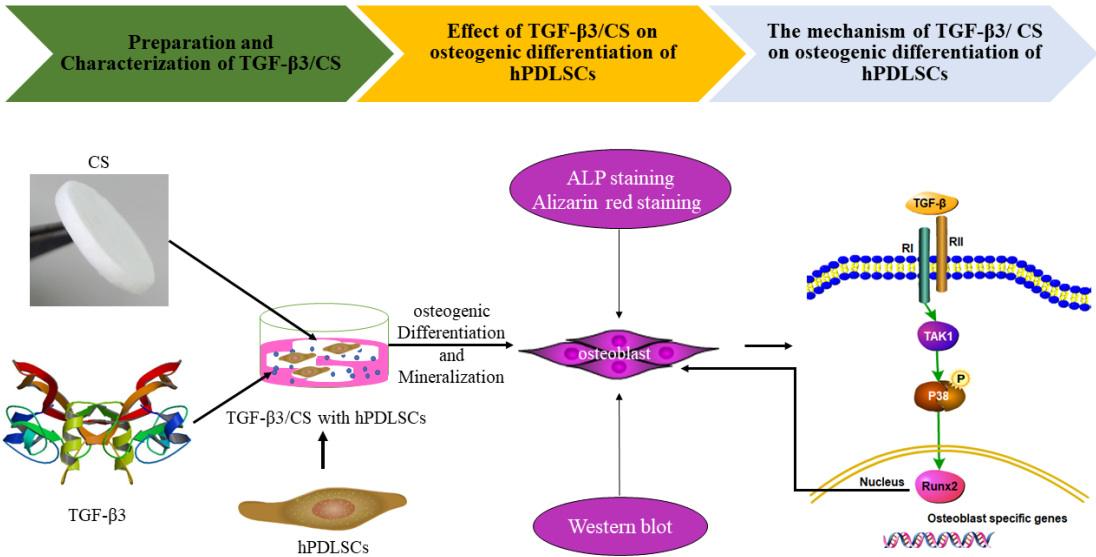 Preparation and
Characterization of TGF-β3/CS
Effect of TGF-β3/CS on
osteogenic differentiation of
hPDLSCs
The mechanism of TGF-β3/ CS
on osteogenic differentiation of
hPDLSCs
CS
TGF-β3
TGF-β3/CS with hPDLSCs
hPDLSCs
osteogenic
Differentiation
and
Mineralization
ALP staining
Alizarin red staining
osteoblast
Western blot
TGF-β
RI
RII
TAK1
P
P38
Nucleus
Runx2
Osteoblast specific genes